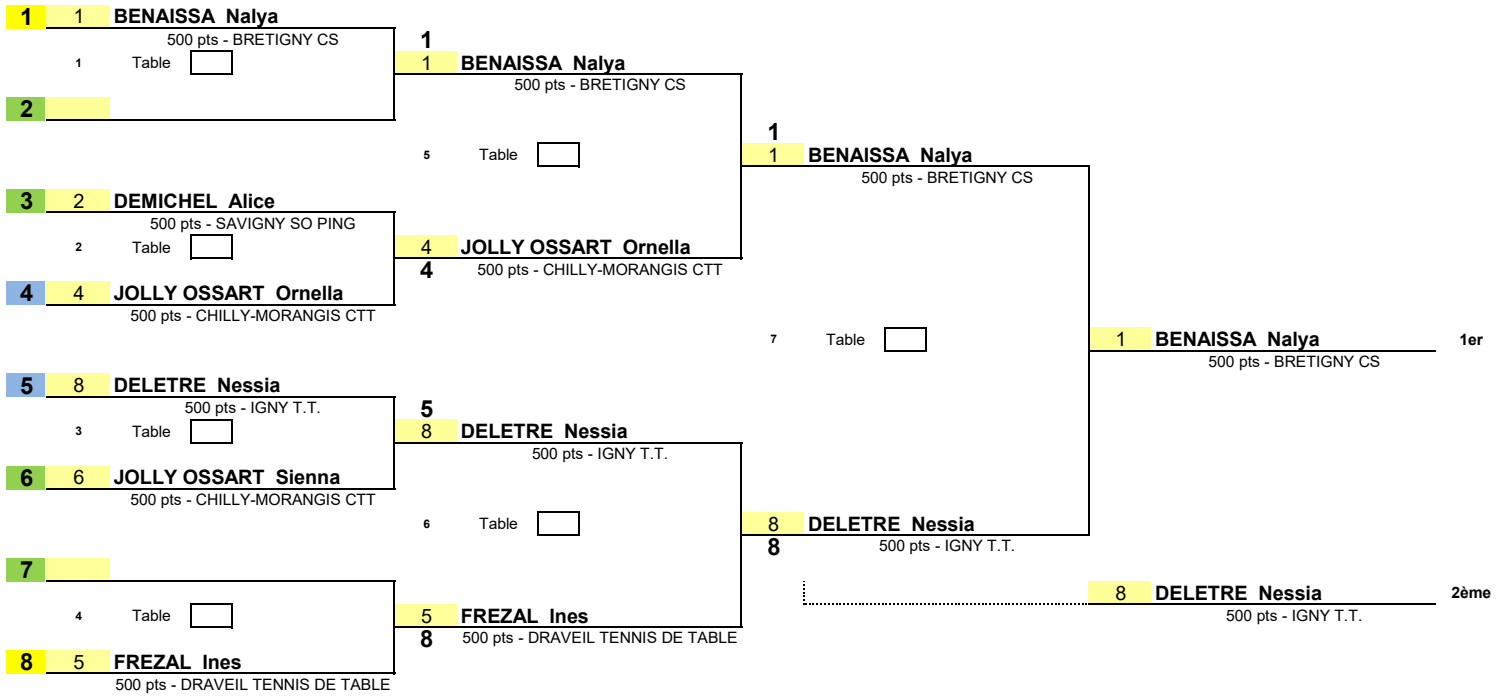 1 1 BENAISSA Nalya
500 pts - BRETIGNY CS
1
1 Table
1 BENAISSA Nalya
500 pts - BRETIGNY CS
2
1
5 Table
1 BENAISSA Nalya
500 pts - BRETIGNY CS
3 2 DEMICHEL Alice
500 pts - SAVIGNY SO PING
2 Table
4 JOLLY OSSART Ornella
4 500 pts - CHILLY-MORANGIS CTT
4 4 JOLLY OSSART Ornella
500 pts - CHILLY-MORANGIS CTT
7 Table
1 BENAISSA Nalya 1er
500 pts - BRETIGNY CS
5 8 DELETRE Nessia
500 pts - IGNY T.T.
5
3 Table
8 DELETRE Nessia
500 pts - IGNY T.T.
6 6 JOLLY OSSART Sienna
500 pts - CHILLY-MORANGIS CTT
6 Table
8 DELETRE Nessia
8 500 pts - IGNY T.T.
7
8 DELETRE Nessia 2ème
500 pts - IGNY T.T.
4 Table
5 FREZAL Ines
8 500 pts - DRAVEIL TENNIS DE TABLE
8 5 FREZAL Ines
500 pts - DRAVEIL TENNIS DE TABLE